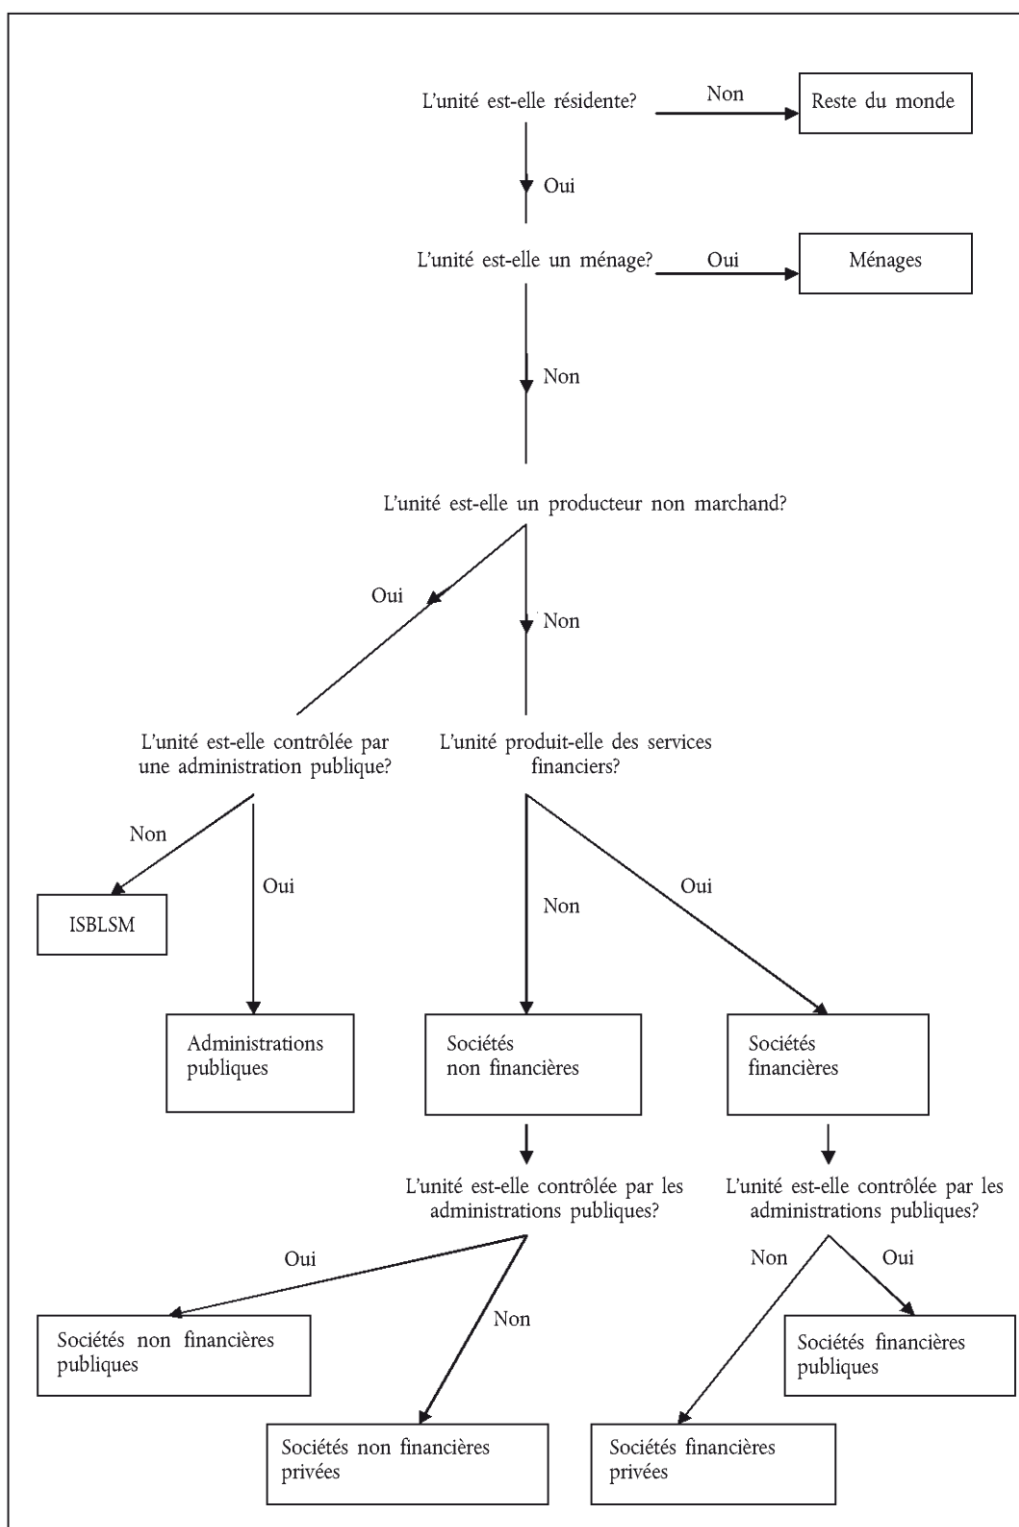 L'unité est-elle résidente?
Non
Reste du monde
Oui
L'unité est-elle un ménage?
Oui
Ménages
Non
L'unité est-elle un producteur non marchand?
Oui
Non
L'unité est-elle contrôlée par
une administration publique?
L'unité produit-elle des services
financiers?
Non
Oui
Non
Oui
ISBLSM
Administrations
publiques
Sociétés
non financières
Sociétés
financières
L'unité est-elle contrôlée par les
administrations publiques?
L'unité est-elle contrôlée par les
administrations publiques?
Oui
Non
Non
Oui
Sociétés non financières
publiques
Sociétés financières
publiques
Sociétés non financières
privées
Sociétés financières
privées